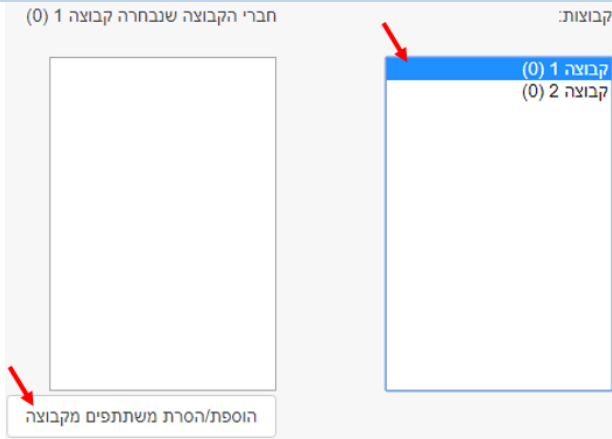 קבוצות:
קבוצה 1 (0)
קבוצה 2 (0)
חברי הקבוצה שנבחרה קבוצה 1 (0)
הוספת/הסרת משתתפים מקבוצה